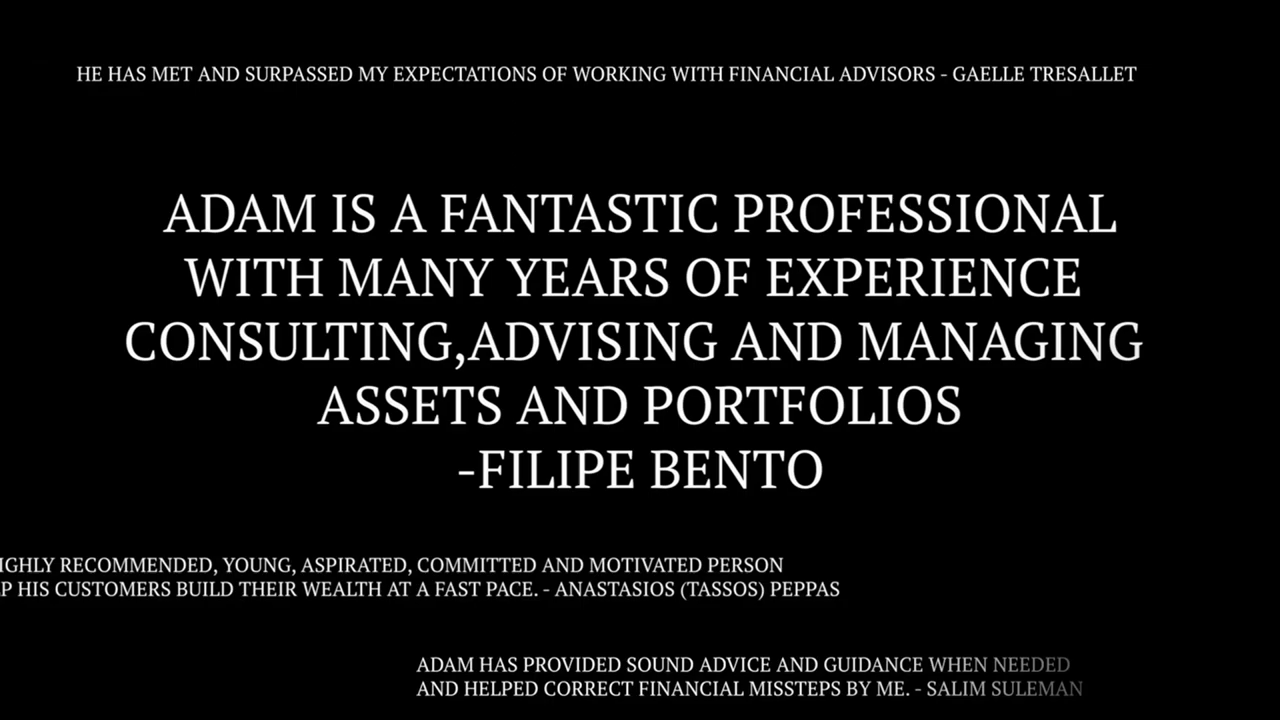 HE HAS MET AND SURPASSED MY EXPECTATIONS OF WORKING WITH FINANCIAL ADVISORS - GAELLE TRESALLET
ADAM IS A FANTASTIC PROFESSIONAL
WITH MANY YEARS OF EXPERIENCE
CONSULTING,ADVISING AND MANAGING
ASSETS AND PORTFOLIOS
-FILIPE BENTO
RECOMMENDED, YOUNG, ASPIRATED, COMMITTED AND MOTIVATED PERSON
HIS CUSTOMERS BUILD THEIR WEALTH AT A FAST PACE. - ANASTASIOS (TASSOS) PEPPAS
ADAM HAS PROVIDED SOUND ADVICE AND GUIDANCE WHEN NEEDED
AND HELPED CORRECT FINANCIAL MISSTEPS BY ME. - SALIM SULEMAN